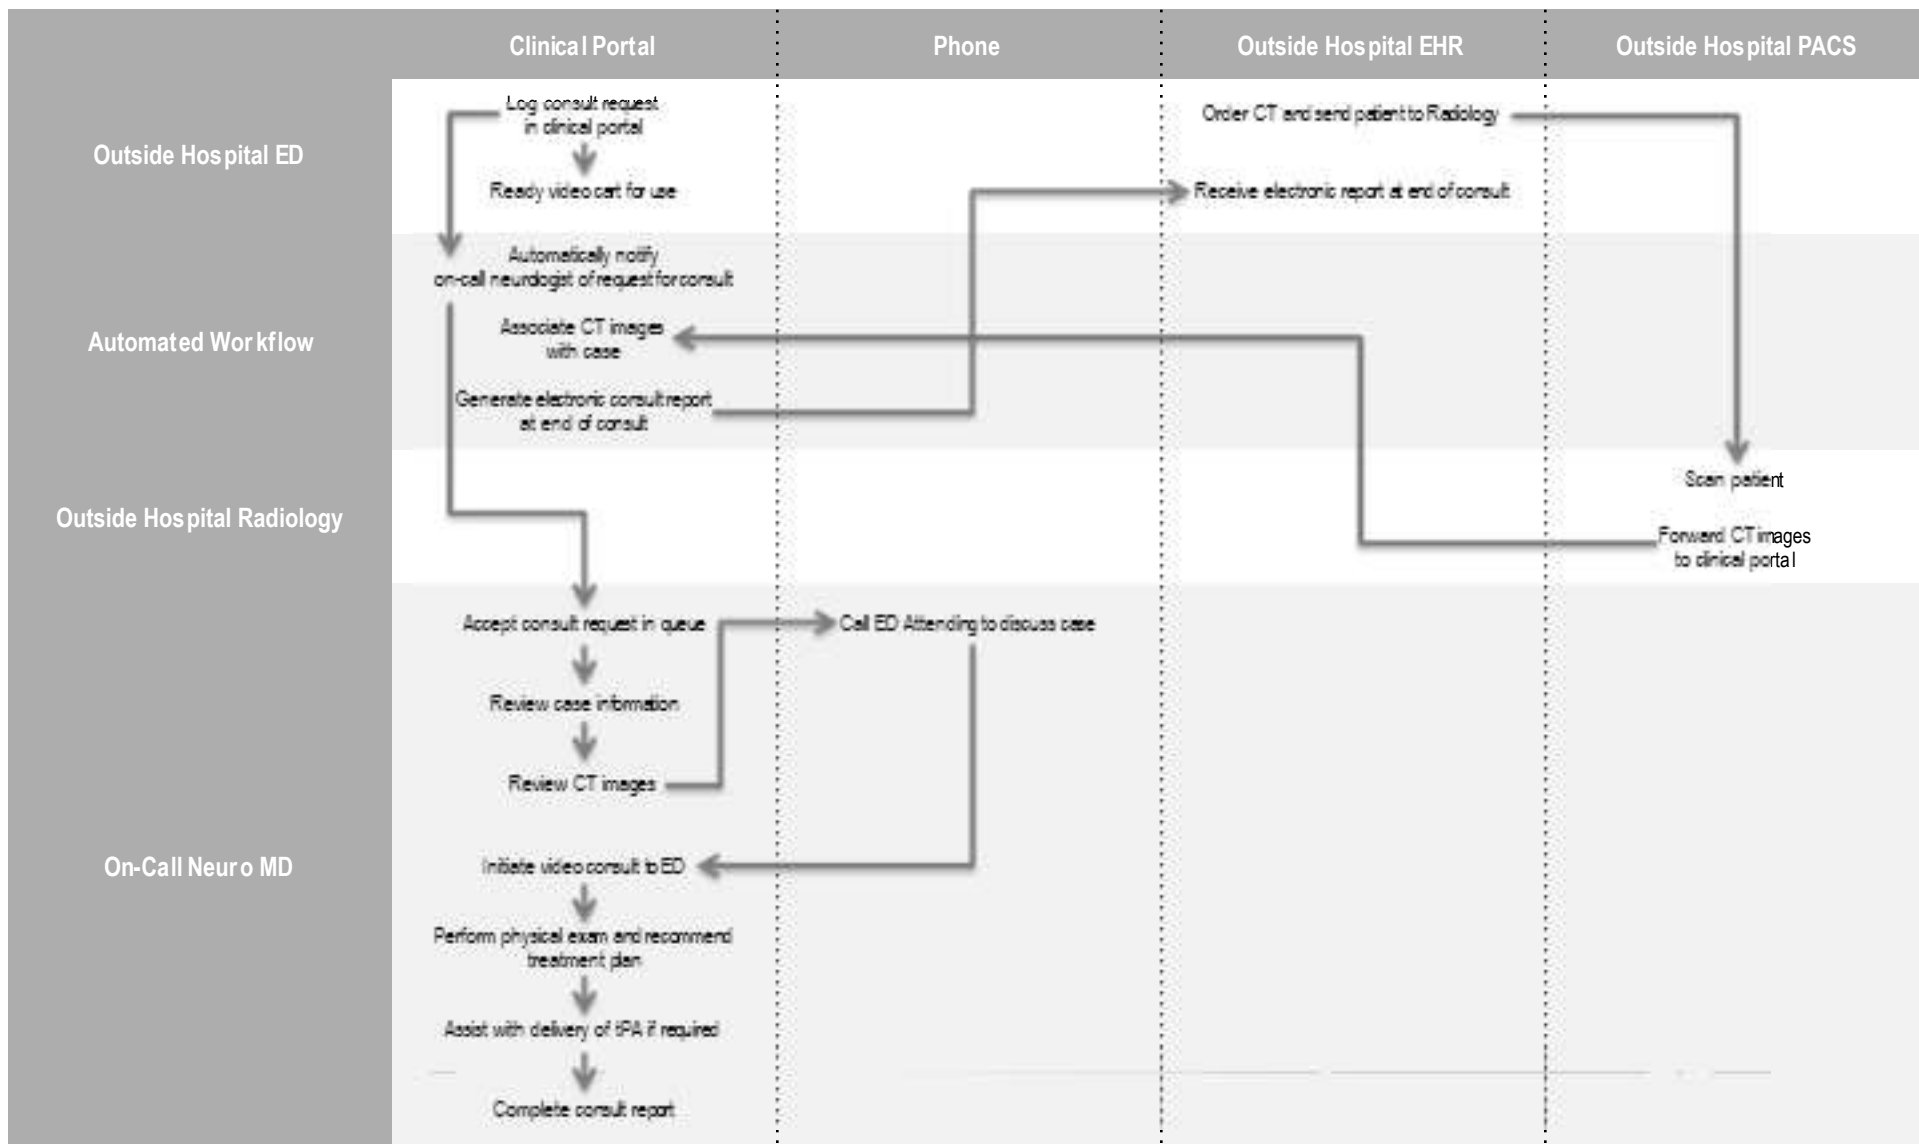 Clinical Portal
Phone
Outside Hospital EHR
Outside Hospital PACS
Outside Hospital ED
Log consult request
in clinical portal
Ready video cart for use
Order CT and send patient to Radiology
Receive electronic report at end of consult
Automated Workflow
Automatically notify
on-call neurologist of request for consult
Associate CT images
with case
Generate electronic consult report
at end of consult
Outside Hospital Radiology
Scan patient
Forward CT images
to clinical portal
On-Call Neuro MD
Accept consult request in queue
Call ED Attending to discuss case
Review case information
Review CT images
Initiate video consult to ED
Perform physical exam and recommend
treatment plan
Assist with delivery of tPA if required
Complete consult report